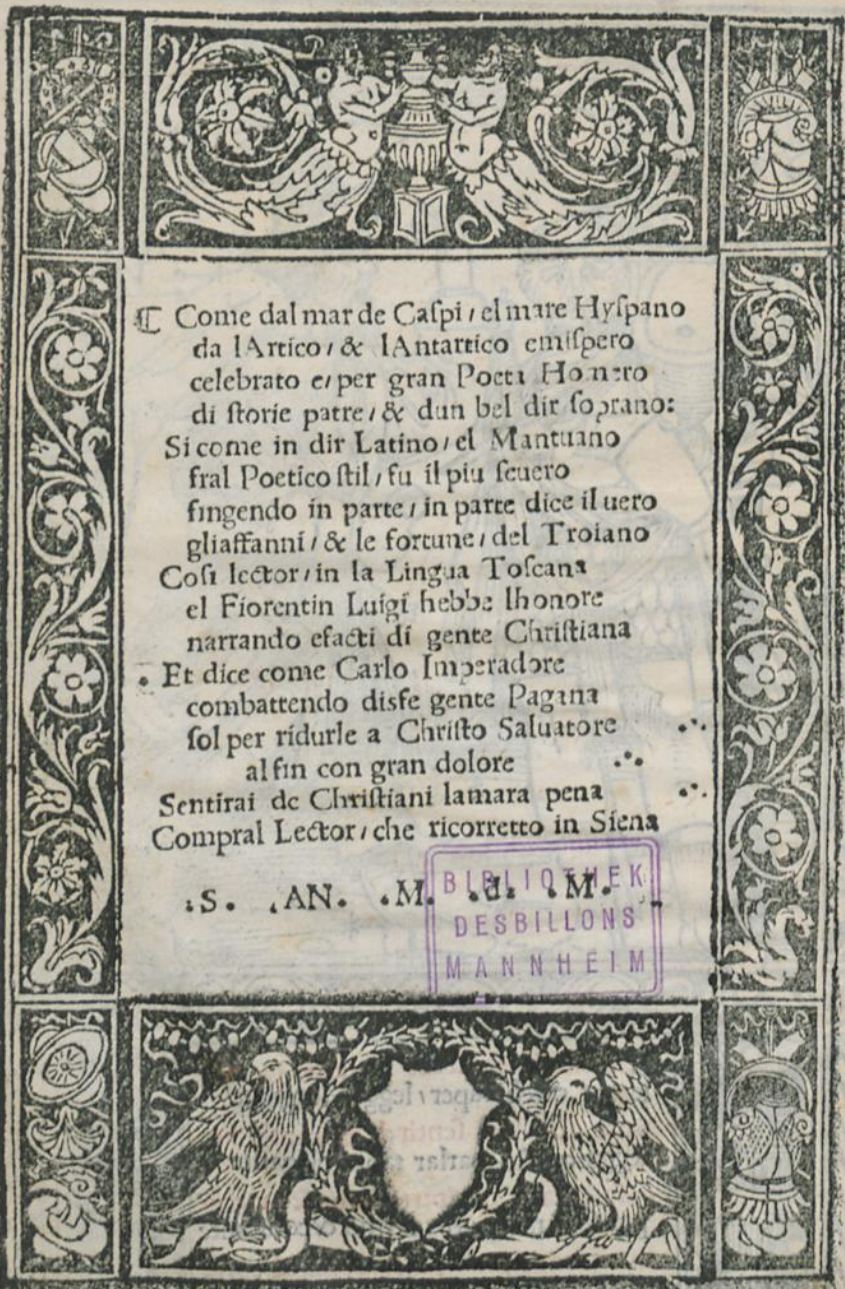 Come dal mar de Caſpi / el mare Hyſpano
da lArtico / & lAntartico emiſpero
celebrato e / per gran Poeta Homero
di ſtorie patre / & dun bel dir ſoprano:
Si come in dir Latino / el Mantuano
fral Poetico ſtil / fu il piu ſeuero
fingendo in parte / in parte dice il uero
gliaffanni / & le fortune / del Troiano
Coſi lector / in la Lingua Toſcana
el Fiorentin Luigi hebbe lhonore
narrando efacti di gente Chriſtiana
Et dice come Carlo Imperadore
combattendo disfe gente Pagana
ſol per ridurle a Chriſto Saluatore
al fin con gran dolore
Sentirai de Chriſtiani lamara pena
Compral Lector / che ricorretto in Siena
.S. .AN. .M. .d. .M.
BIBLIOTHEK
DESBILLONS
MANNHEIM